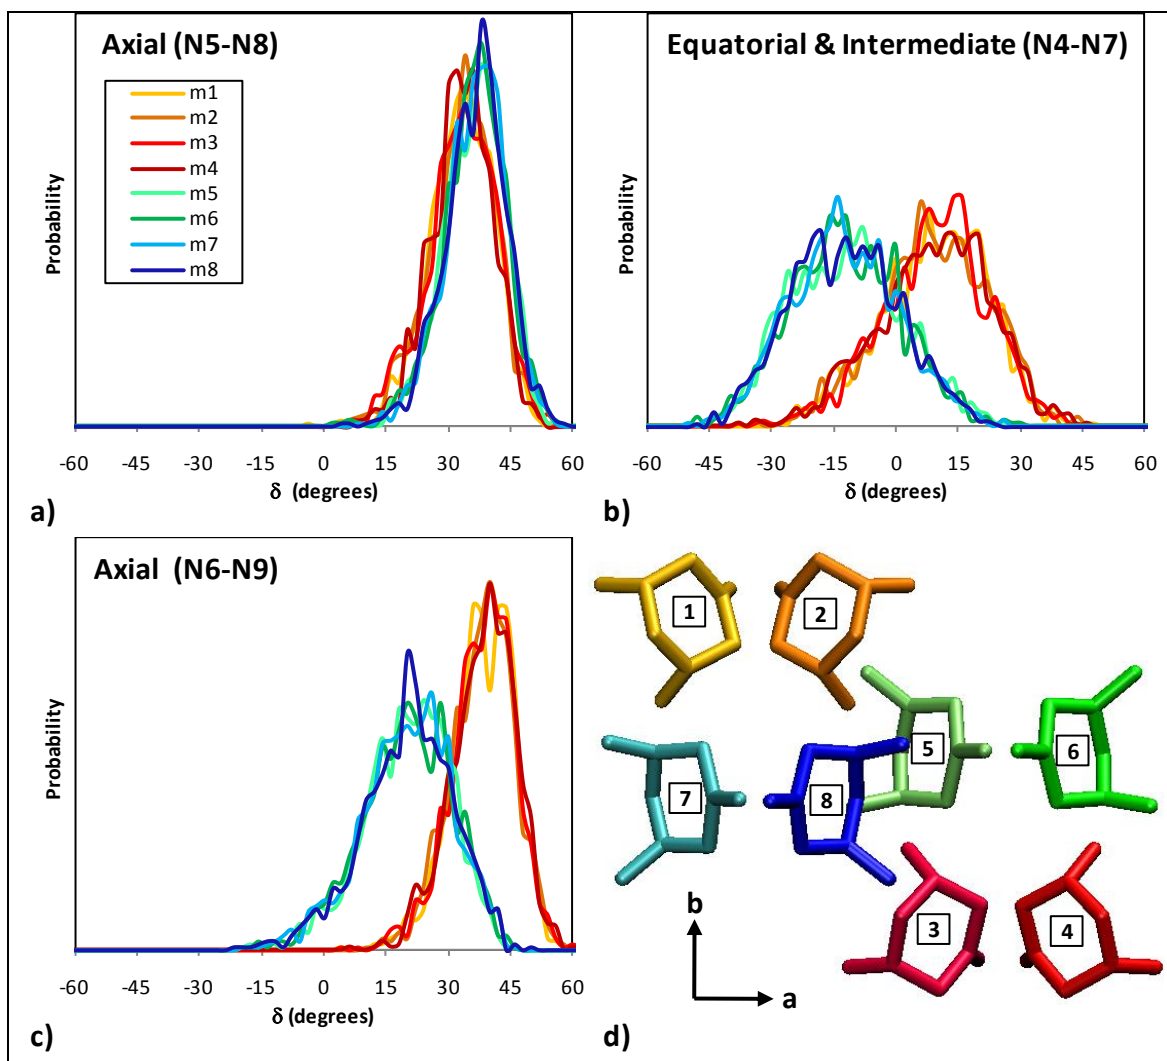 Axial (N5-N8)
m1
m2
m3
m4
m5
m6
m7
m8
Probability
-60 -45 -30 -15 0 15 30 45 60
δ (degrees)
a)
Equatorial & Intermediate (N4-N7)
Probability
-60 -45 -30 -15 0 15 30 45 60
δ (degrees)
b)
Axial (N6-N9)
Probability
-60 -45 -30 -15 0 15 30 45 60
δ (degrees)
c)
1 2
5 6
7 8
3 4
b
a
d)